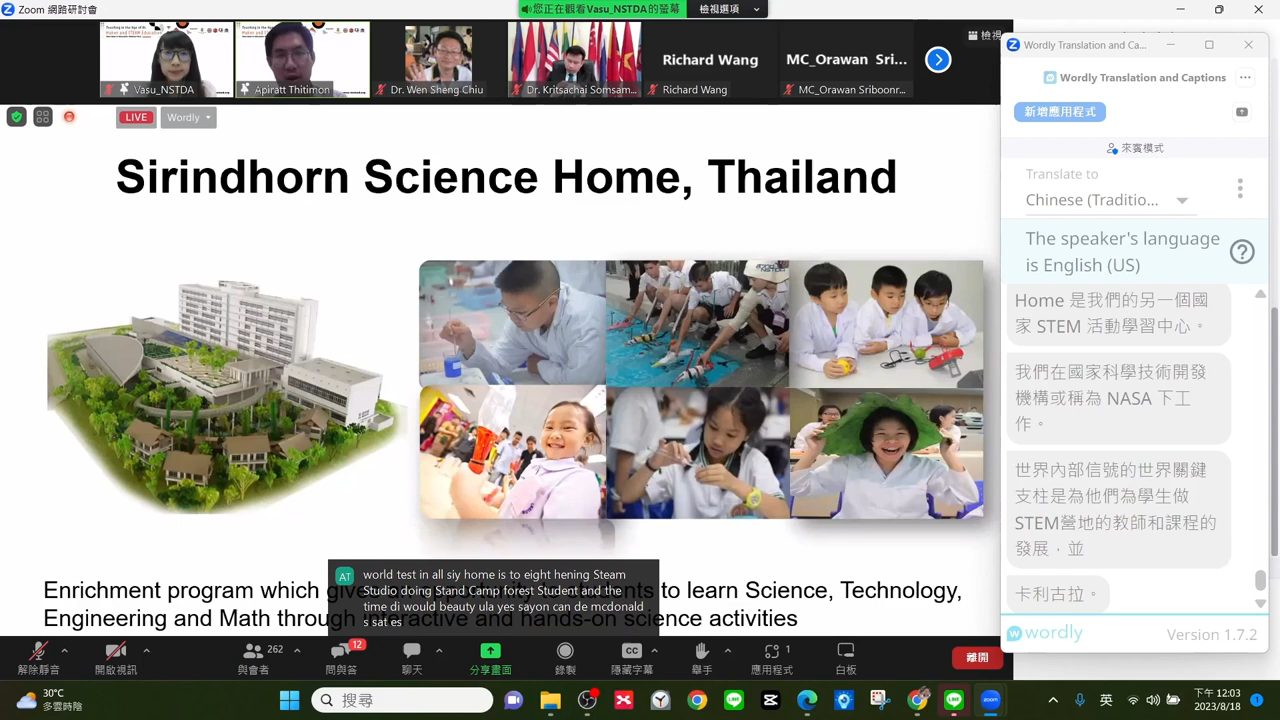 Zoom 網路研討會
您正在觀看Vasu_NSTDA的螢幕
檢視選項
Vasu_NSTDA
Apiratt Thitimon
Dr. Wen Sheng Chiu
Dr. Kritsachai Somsam...
Richard Wang
Richard Wang
MC_Orawan Sri...
MC_Orawan Sriboonr...
檢視
LIVE
Wordly
Sirindhorn Science Home, Thailand
Enrichment program which
to learn Science, Technology,
Engineering and Math through interactive and hands-on science activities
AT
world test in all siy home is to eight hening Steam
Studio doing Stand Camp forest Student and the
time di would beauty ula yes sayon can de mcdonald
s sat es
Wordly Translation and Ca...
Wordly Translation and Captions
新增應用程式
來賓模式
Translate to
Chinese (Traditio...
The speaker's language
is English (US)
Home 是我們的另一個國
家 STEM 活動學習中心。
我們在國家科學技術開發
機構或稱為 NASA 下工
作。
世界內部信號的世界關鍵
支柱是為他們為學生做
STEM營地的教師和課程的
發展，並
卡利古拉。
wordly
Version 1.7.2
解除靜音
開啟視訊
262
與會者
12
問與答
聊天
分享畫面
錄製
CC
隱藏字幕
舉手
1
應用程式
白板
離開
30°C
多雲時陰
搜尋
英
下午 12:03
2023/8/18
1